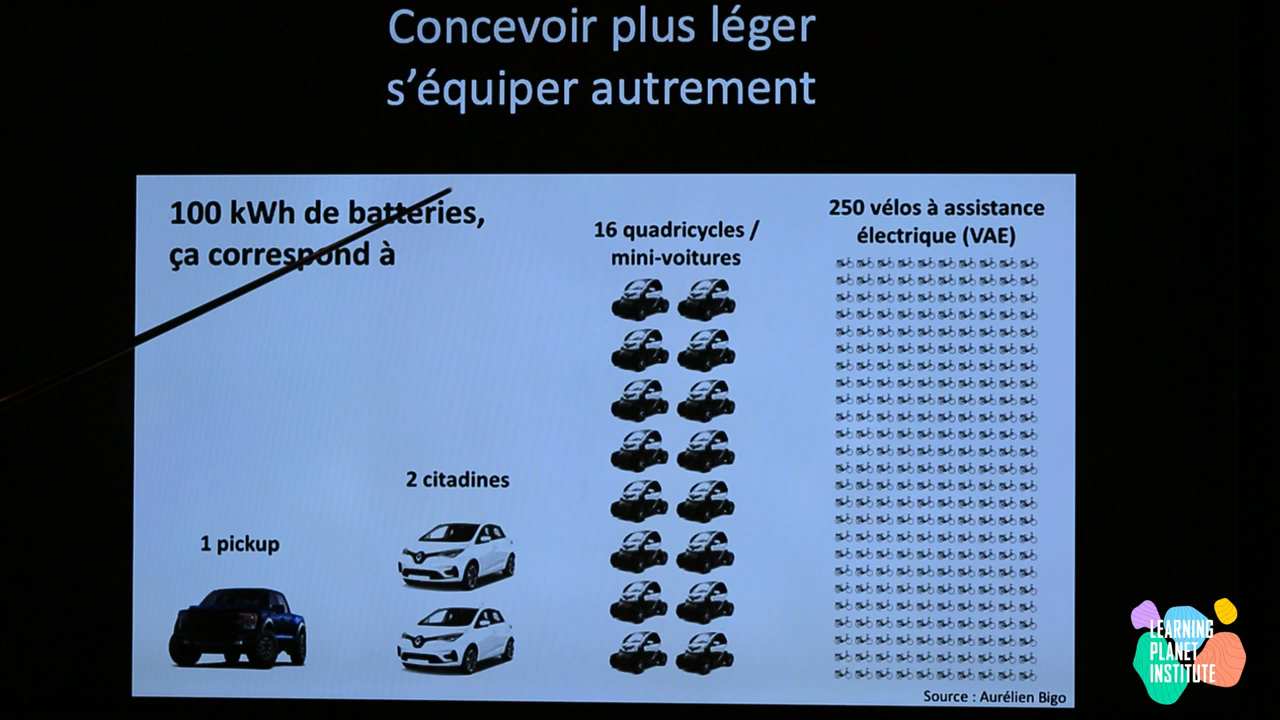 Concevoir plus léger
s'équiper autrement
100 kWh de batteries,
ça correspond à
1 pickup
2 citadines
16 quadricycles /
mini-voitures
250 vélos à assistance
électrique (VAE)
Source : Aurélien Bigo
LEARNING
PLANET
INSTITUTE